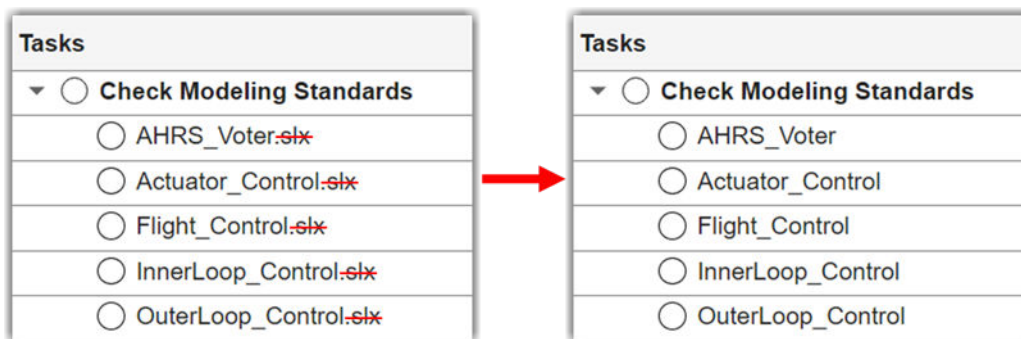 Tasks
Check Modeling Standards
AHRS_Voter.slx
Actuator_Control.slx
Flight_Control.slx
InnerLoop_Control.slx
OuterLoop_Control.slx
Tasks
Check Modeling Standards
AHRS_Voter
Actuator_Control
Flight_Control
InnerLoop_Control
OuterLoop_Control